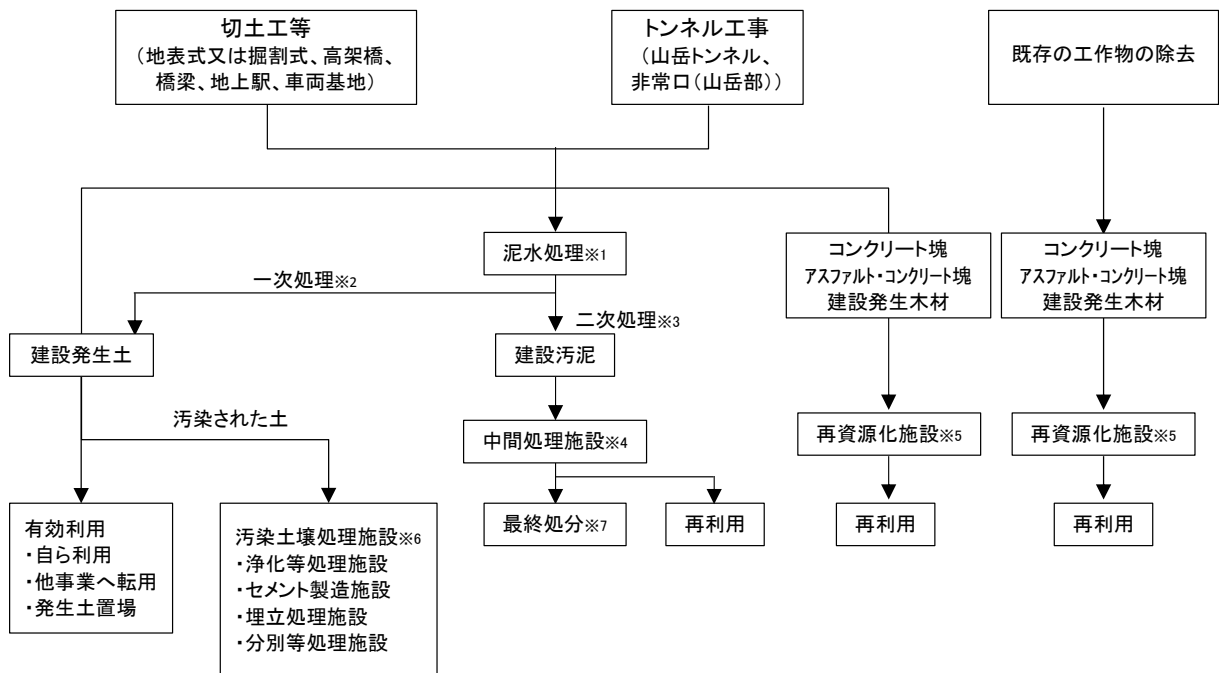 切土工等
（地表式又は掘割式、高架橋、
橋梁、地上駅、車両基地）
トンネル工事
（山岳トンネル、
非常口（山岳部））
既存の工作物の除去
泥水処理※1
一次処理※2
二次処理※3
コンクリート塊
アスファルト・コンクリート塊
建設発生木材
コンクリート塊
アスファルト・コンクリート塊
建設発生木材
建設発生土
建設汚泥
汚染された土
中間処理施設※4
再資源化施設※5
再資源化施設※5
有効利用
・自ら利用
・他事業へ転用
・発生土置場
汚染土壌処理施設※6
・浄化等処理施設
・セメント製造施設
・埋立処理施設
・分別等処理施設
最終処分※7
再利用
再利用
再利用